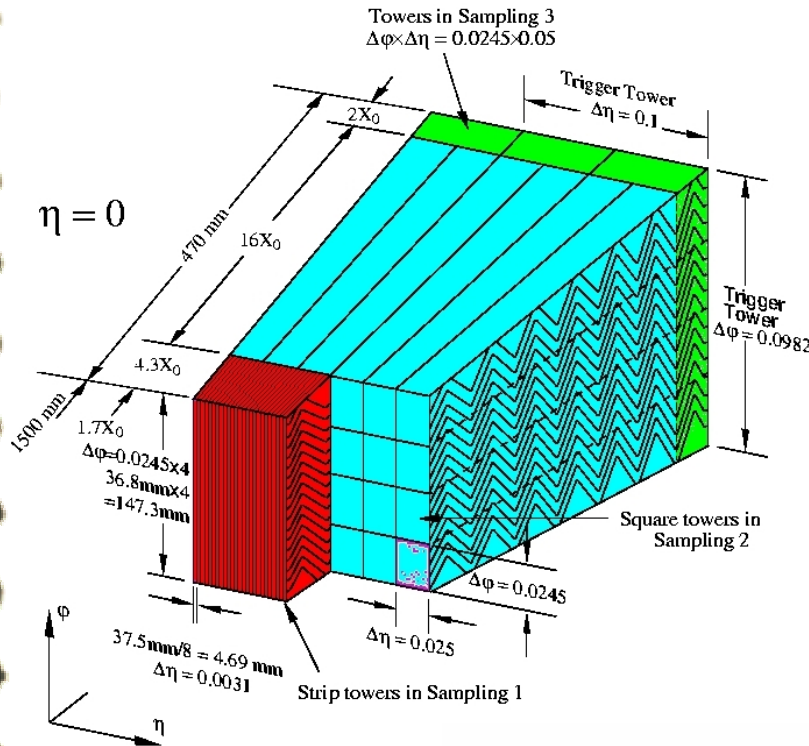 Towers in Sampling 3
Δφ×Δη = 0.0245×0.05
Trigger Tower
Δη = 0.1
2X₀
η = 0
470 mm
16X₀
Trigger
Tower
Δφ = 0.0982
4.3X₀
1500 mm
1.7X₀
Δφ=0.0245x4
36.8mmx4
=147.3mm
Square towers in
Sampling 2
Δφ = 0.0245
Δη = 0.025
37.5mm/8 = 4.69 mm
Δη = 0.0031
Strip towers in Sampling 1
φ
η